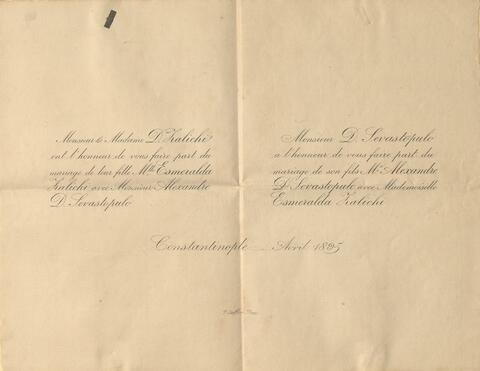 Monsieur & Madame D. Zalichi
ont l'honneur de vous faire part du
mariage de leur fille Mlle Esmeralda
Zalichi avec Monsieur Alexandre
D. Sevastopulo
Monsieur D. Sevastopulo
a l'honneur de vous faire part du
mariage de son fils Mr Alexandre
D. Sevastopulo avec Mademoiselle
Esmeralda Zalichi
Constantinople _ Avril 1895